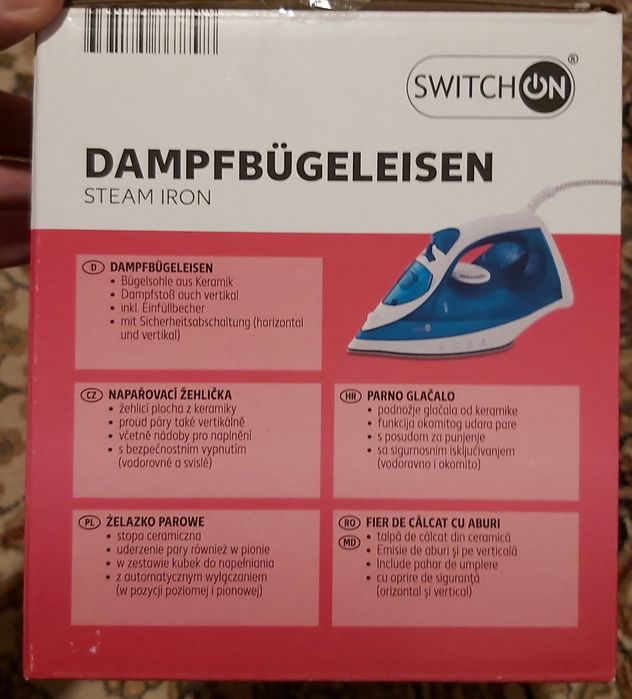 SWITCH ON®
DAMPFBÜGELEISEN
STEAM IRON
D DAMPFBÜGELEISEN
• Bügelsohle aus Keramik
• Dampfstoß auch vertikal
• inkl. Einfüllbecher
• mit Sicherheitsabschaltung (horizontal
und vertikal)
CZ NAPAŘOVACÍ ŽEHLIČKA
• žehlicí plocha z keramiky
• proud páry také vertikálně
• včetně nádoby pro naplnění
• s bezpečnostním vypnutím
(vodorovně a svisle)
HR PARNO GLAČALO
• podnožje glačala od keramike
• funkcija okomitog udara pare
• s posudom za punjenje
• sa sigurnosnim isključivanjem
(vodoravno i okomito)
PL ŻELAZKO PAROWE
• stopa ceramiczna
• uderzenie pary również w pionie
• w zestawie kubek do napełniania
• z automatycznym wyłączaniem
(w pozycji poziomej i pionowej)
RO MD FIER DE CĂLCAT CU ABURI
• talpă de călcat din ceramică
• Emisie de aburi și pe verticală
• Include pahar de umplere
• cu oprire de siguranță
(orizontal și vertical)